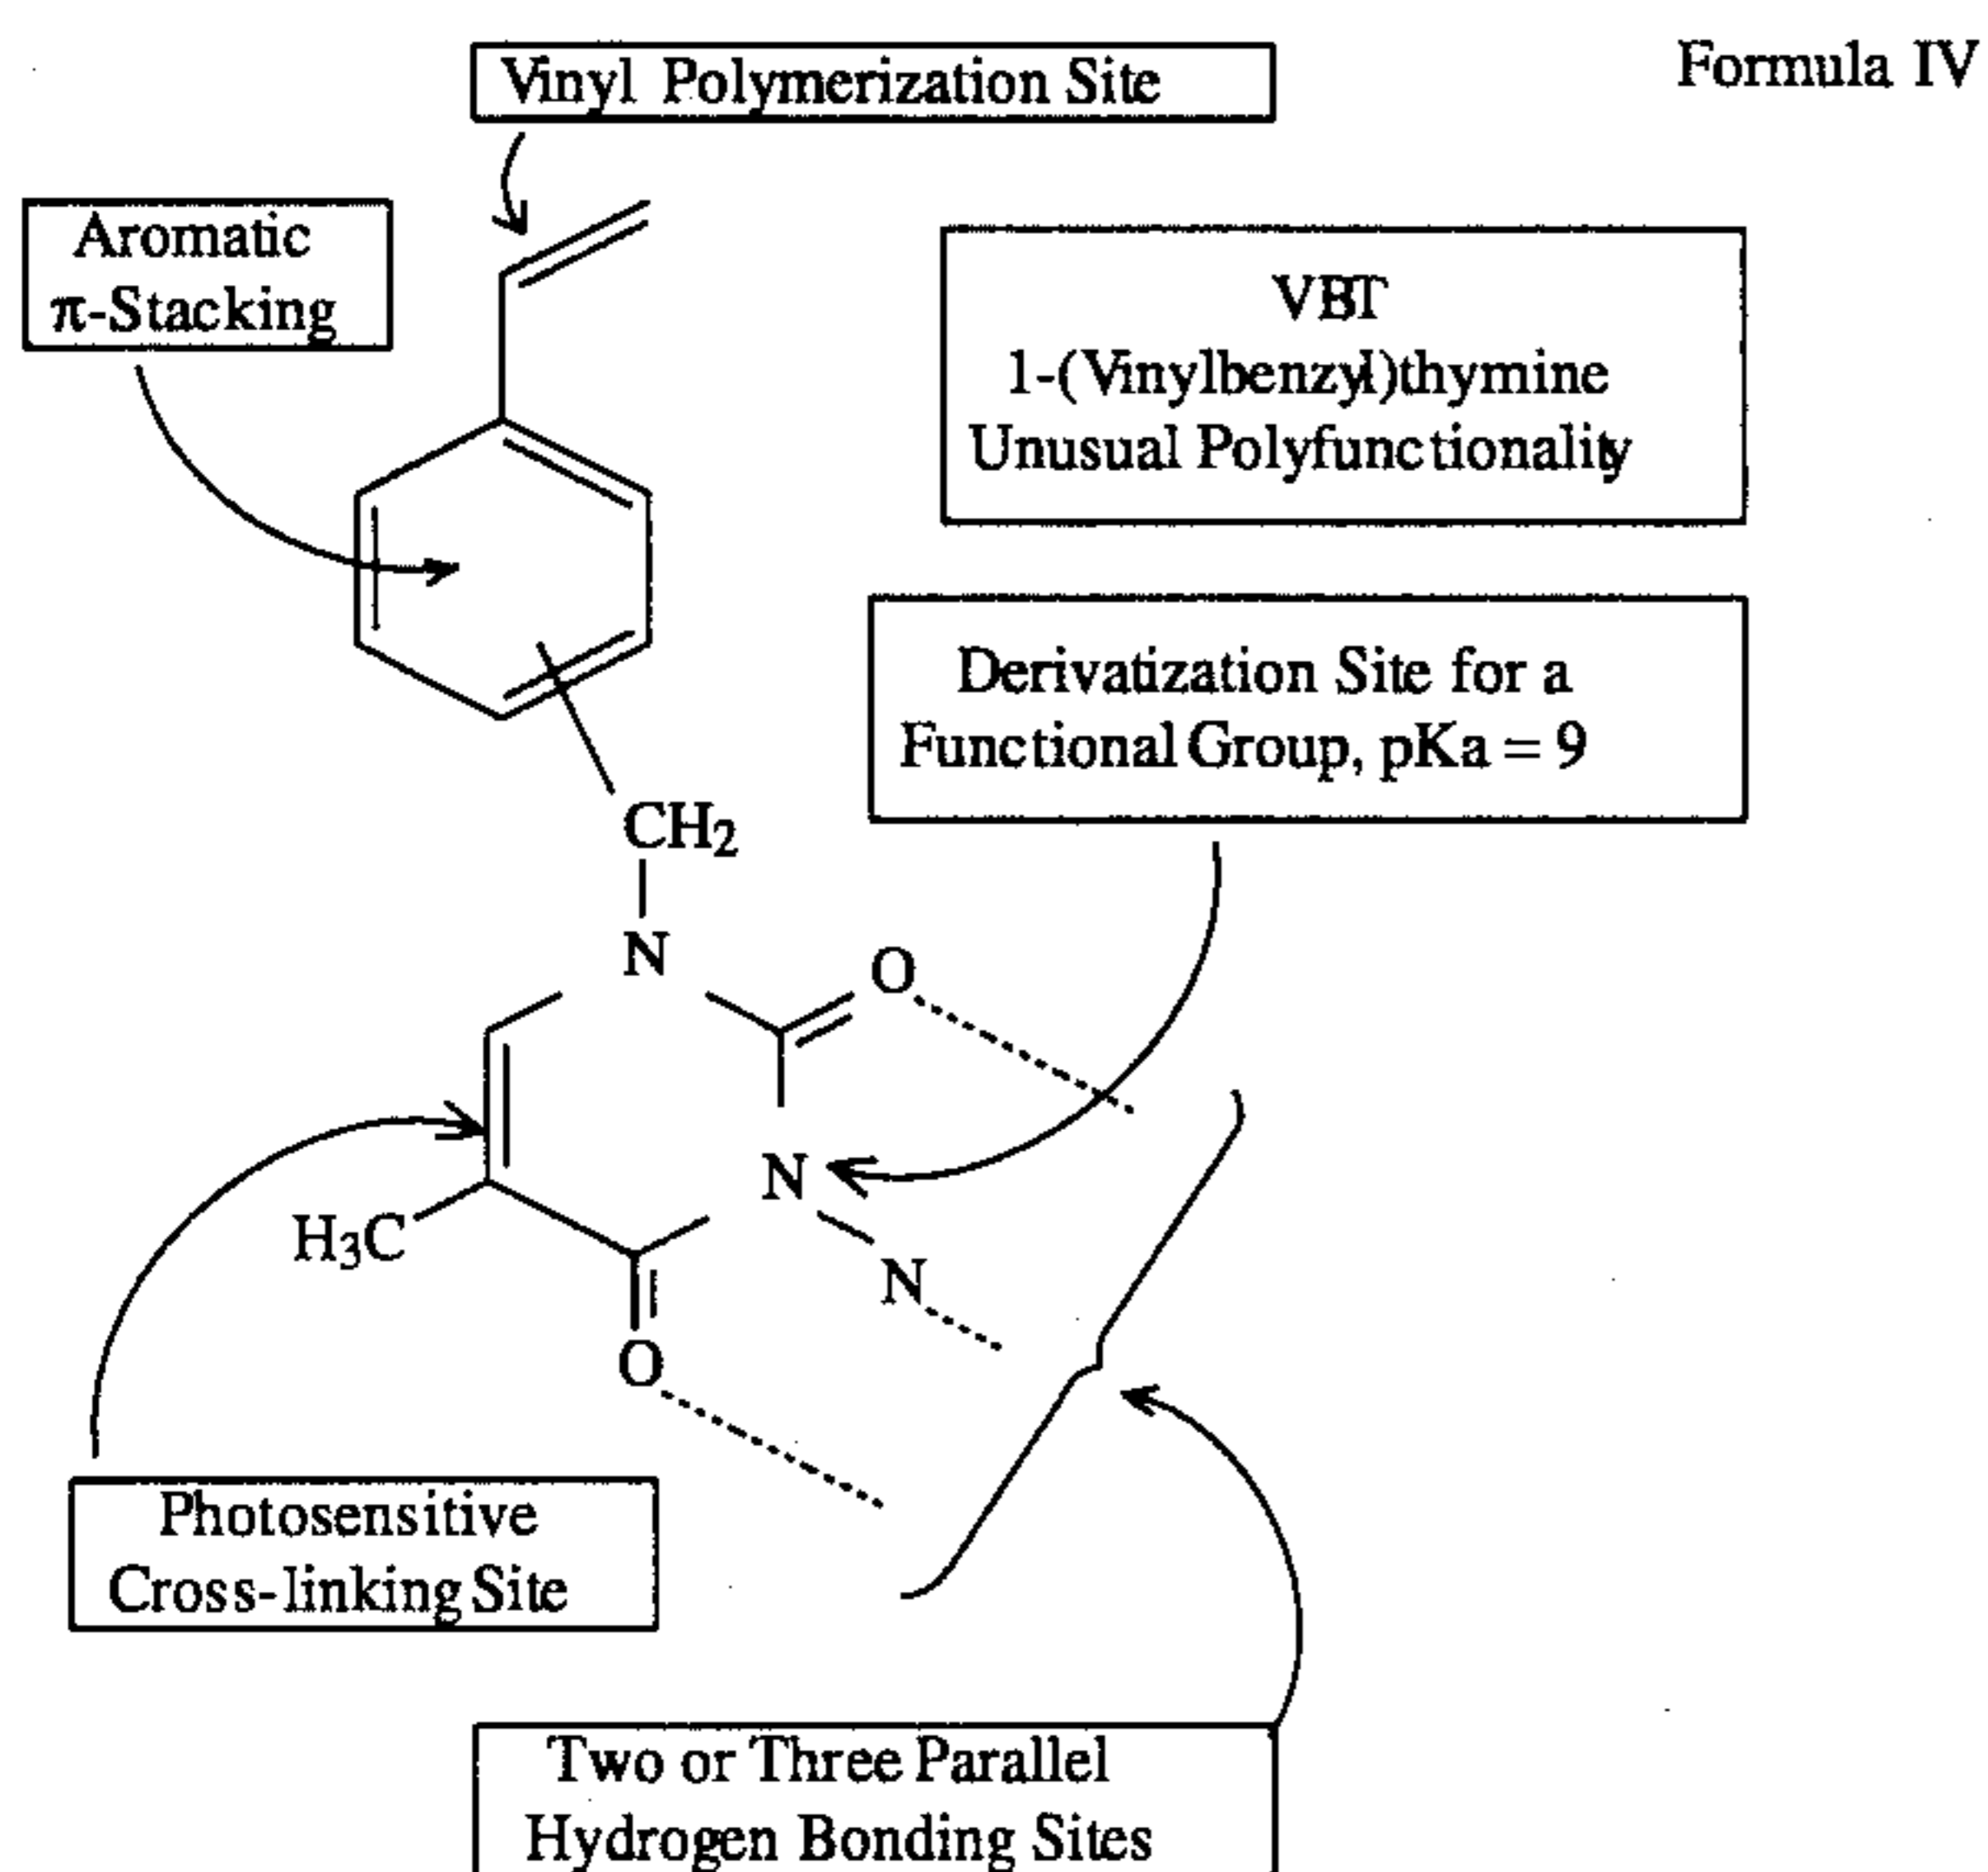 Formula IV
Vinyl Polymerization Site
Aromatic
π-Stacking
VBT
1-(Vinylbenzyl)thymine
Unusual Polyfunctionality
Derivatization Site for a
Functional Group, pKa = 9
CH2
N
O
N
H3C
N
O
Photosensitive
Cross-linking Site
Two or Three Parallel
Hydrogen Bonding Sites